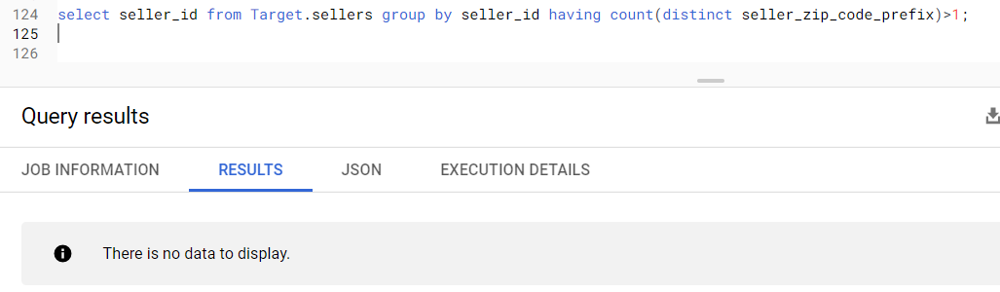 124 select seller_id from Target.sellers group by seller_id having count(distinct seller_zip_code_prefix)>1;
125
126
Query results
JOB INFORMATION RESULTS JSON EXECUTION DETAILS
There is no data to display.